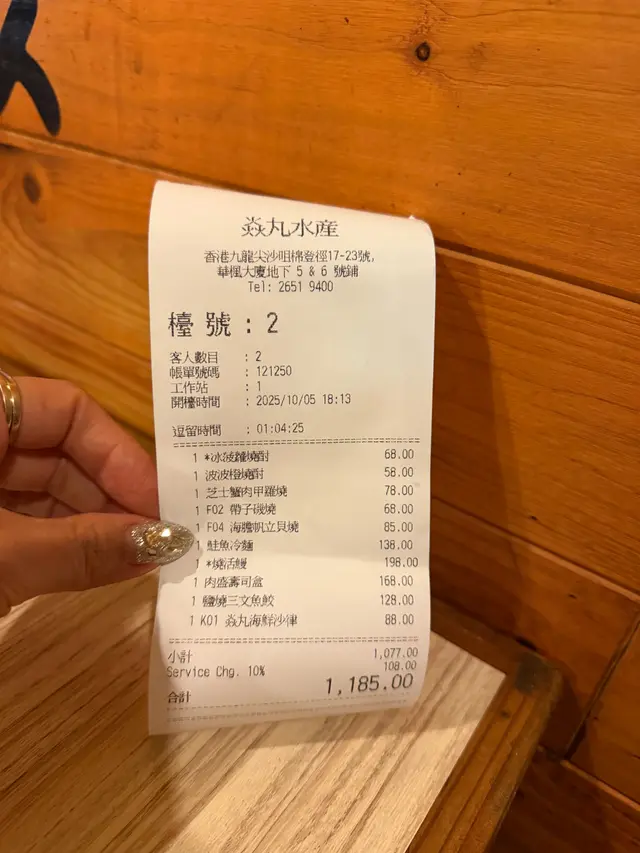 焱丸水産
香港九龍尖沙咀棉登徑17-23號,
華楓大廈地下 5 & 6 號鋪
Tel: 2651 9400
檯 號 : 2
客人數目 : 2
帳單號碼 : 121250
工作站 : 1
開檯時間 : 2025/10/05 18:13
逗留時間 : 01:04:25
1 *冰菠蘿燒酎 68.00
1 波波橙燒酎 58.00
1 芝士蟹肉甲羅燒 78.00
1 F02 帶子磯燒 68.00
1 F04 海膽帆立貝燒 85.00
1 鮭魚冷麵 138.00
1 *燒活鰻 198.00
1 肉盛壽司盒 168.00
1 鹽燒三文魚鮫 128.00
1 K01 焱丸海鮮沙律 88.00
小計 1,077.00
Service Chg. 10% 108.00
合計 1,185.00